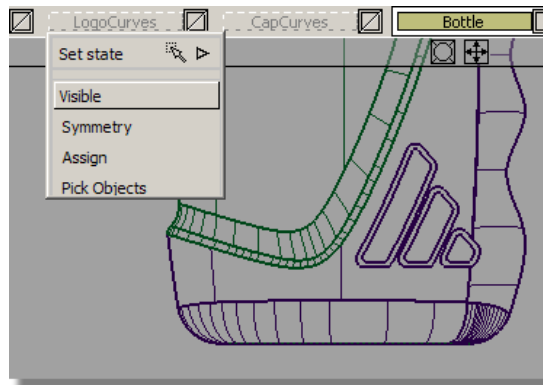 LogoCurves CapCurves Bottle
Set state
Visible
Symmetry
Assign
Pick Objects